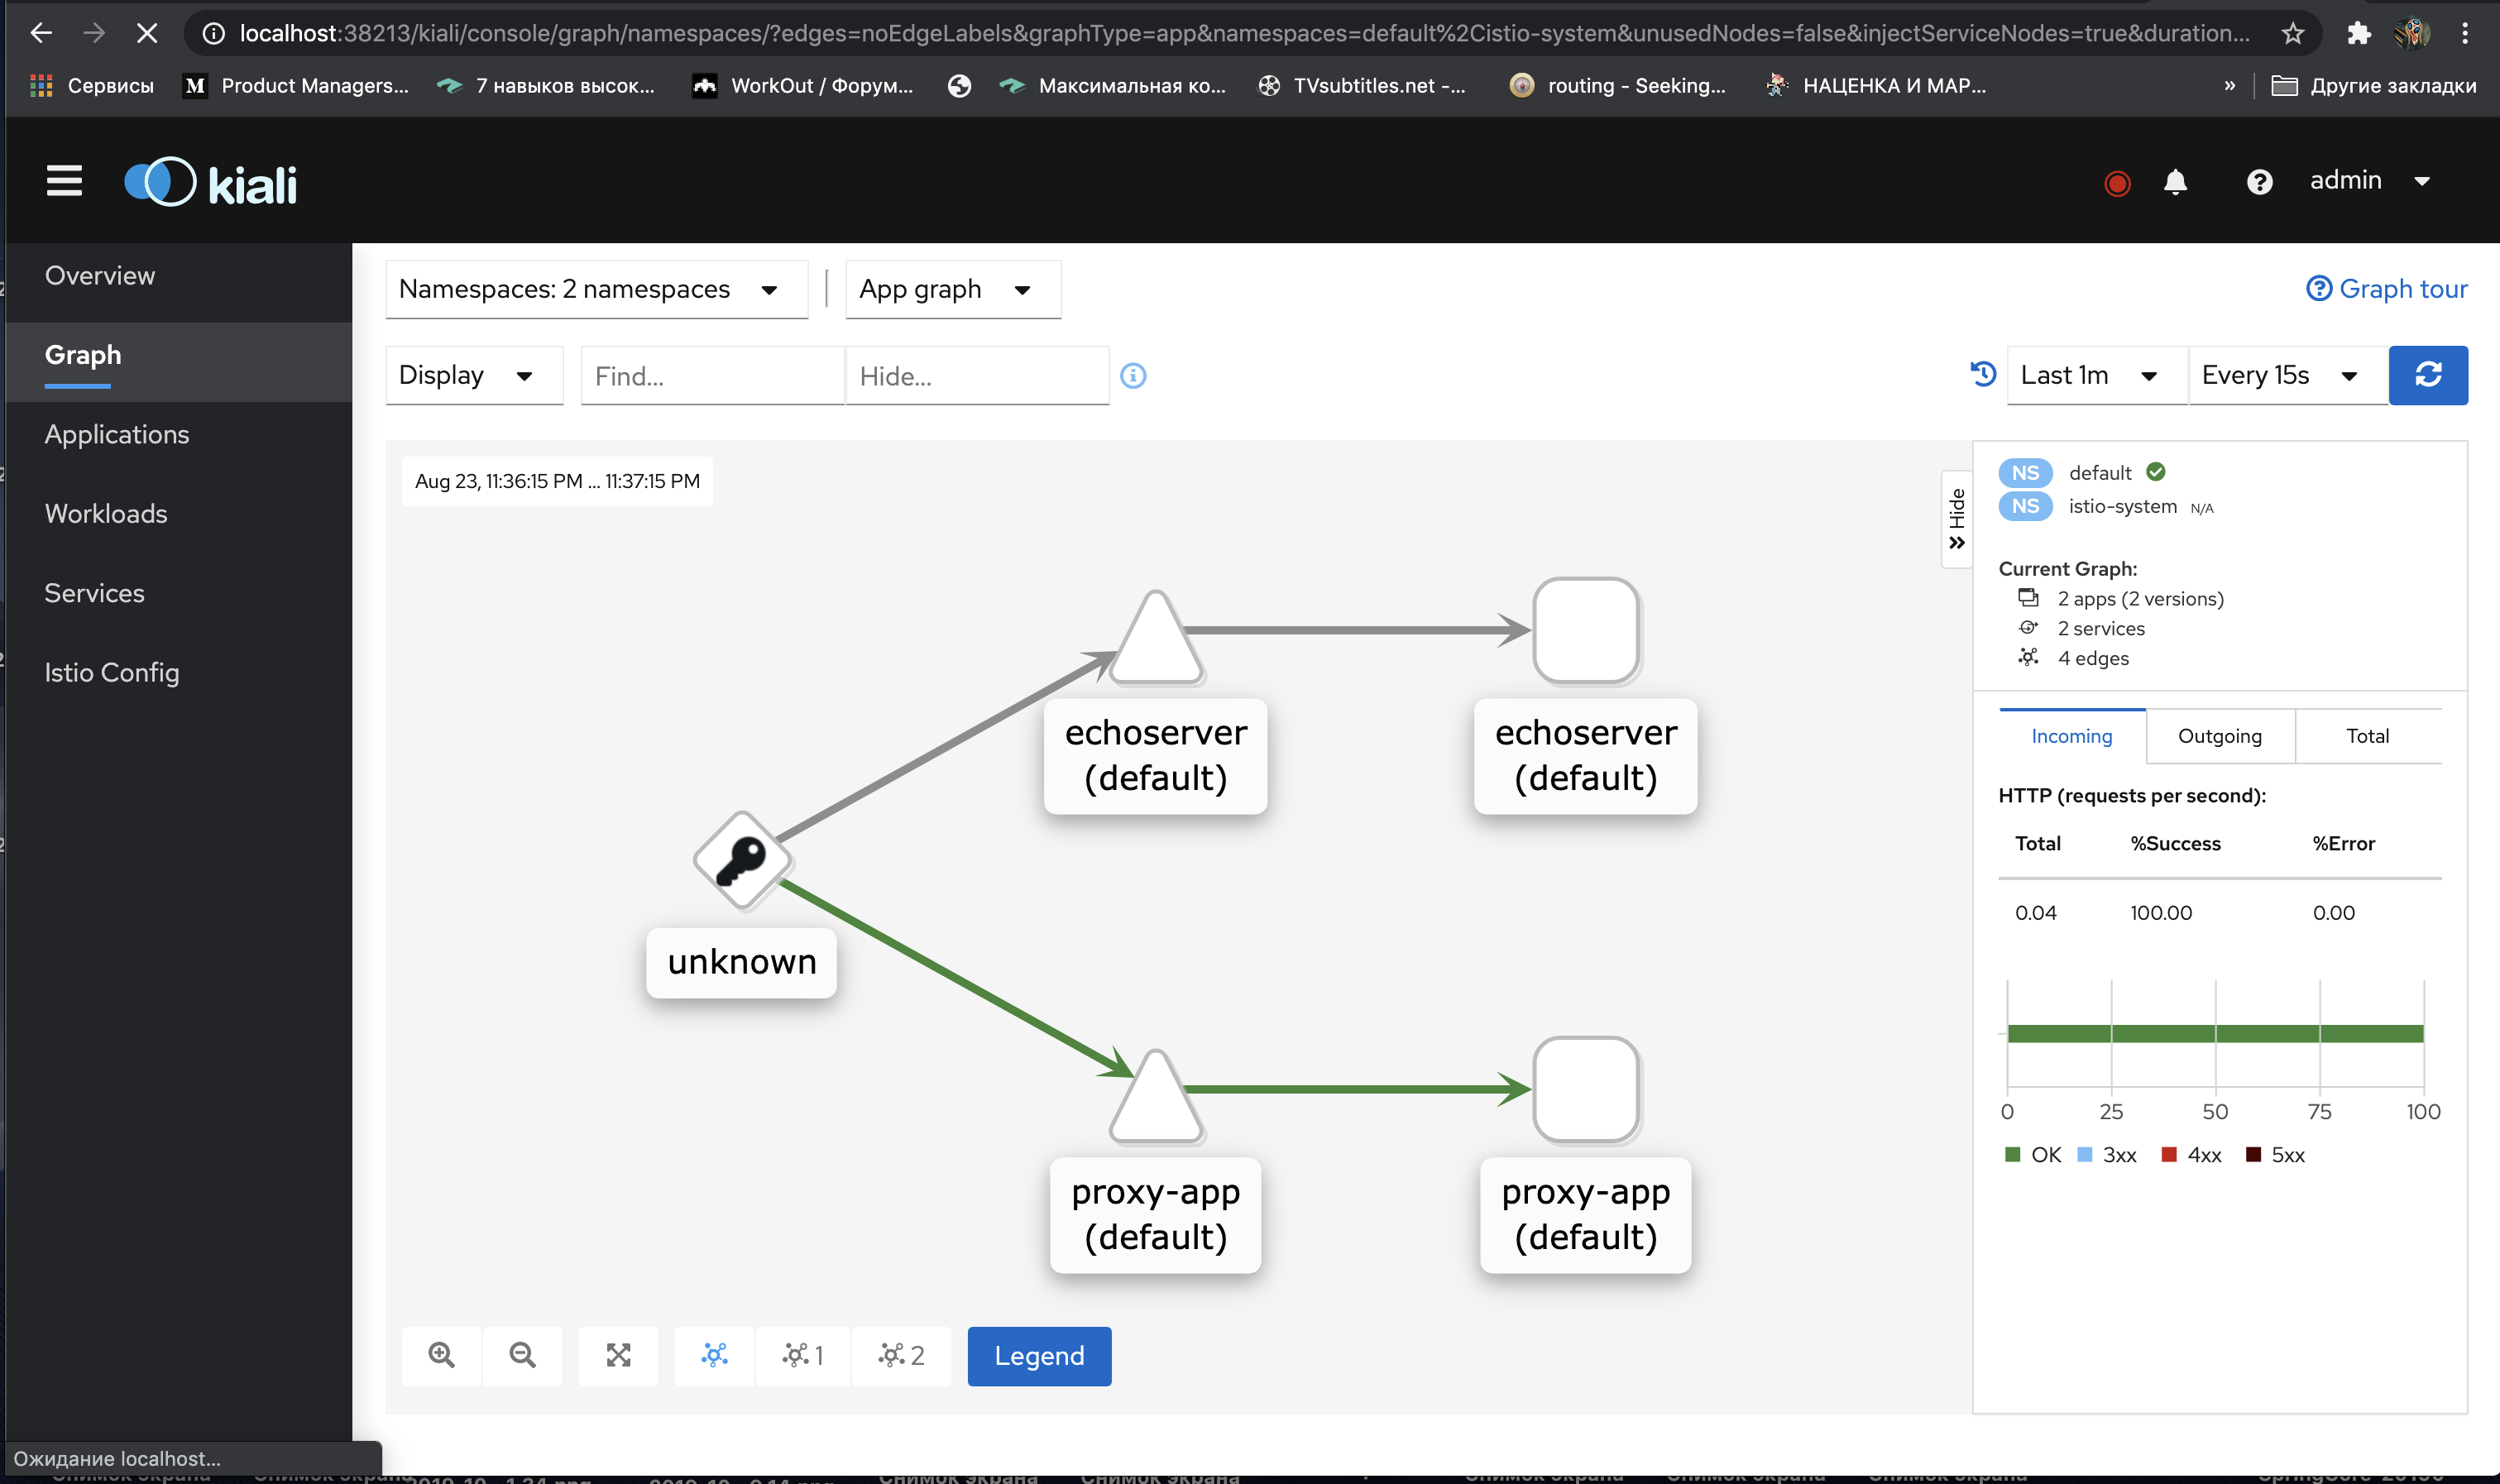 localhost:38213/kiali/console/graph/namespaces/?edges=noEdgeLabels&graphType=app&namespaces=default%2Cistio-system&unusedNodes=false&injectServiceNodes=true&duration...
Сервисы
Product Managers...
7 навыков высок...
WorkOut / Форум...
Максимальная ко...
TVsubtitles.net -...
routing - Seeking...
НАЦЕНКА И МАР...
»
Другие закладки
kiali
admin
Overview
Graph
Applications
Workloads
Services
Istio Config
Namespaces: 2 namespaces
App graph
Graph tour
Display
Find...
Hide...
Last 1m
Every 15s
Aug 23, 11:36:15 PM ... 11:37:15 PM
Hide
echoserver
(default)
echoserver
(default)
unknown
proxy-app
(default)
proxy-app
(default)
1
2
Legend
NS default
NS istio-system N/A
Current Graph:
2 apps (2 versions)
2 services
4 edges
Incoming
Outgoing
Total
HTTP (requests per second):
Total %Success %Error
0.04 100.00 0.00
0 25 50 75 100
OK 3xx 4xx 5xx
Ожидание localhost...